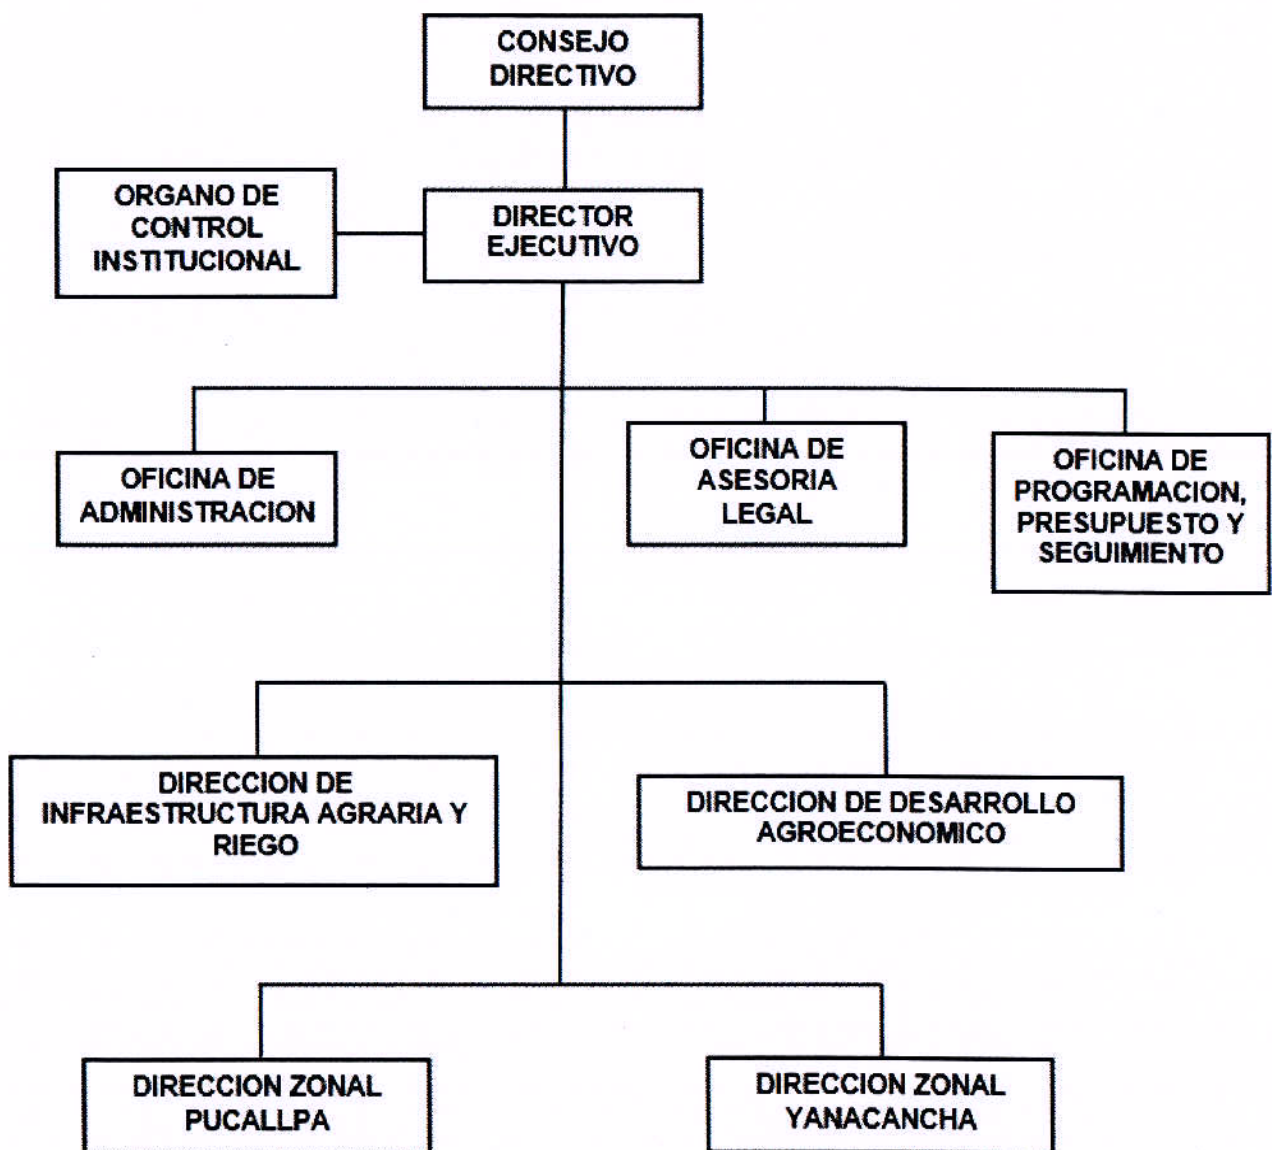 CONSEJO
DIRECTIVO
ORGANO DE
CONTROL
INSTITUCIONAL
DIRECTOR
EJECUTIVO
OFICINA DE
ADMINISTRACION
OFICINA DE
ASESORIA
LEGAL
OFICINA DE
PROGRAMACION,
PRESUPUESTO Y
SEGUIMIENTO
DIRECCION DE
INFRAESTRUCTURA AGRARIA Y
RIEGO
DIRECCION DE DESARROLLO
AGROECONOMICO
DIRECCION ZONAL
PUCALLPA
DIRECCION ZONAL
YANACANCHA